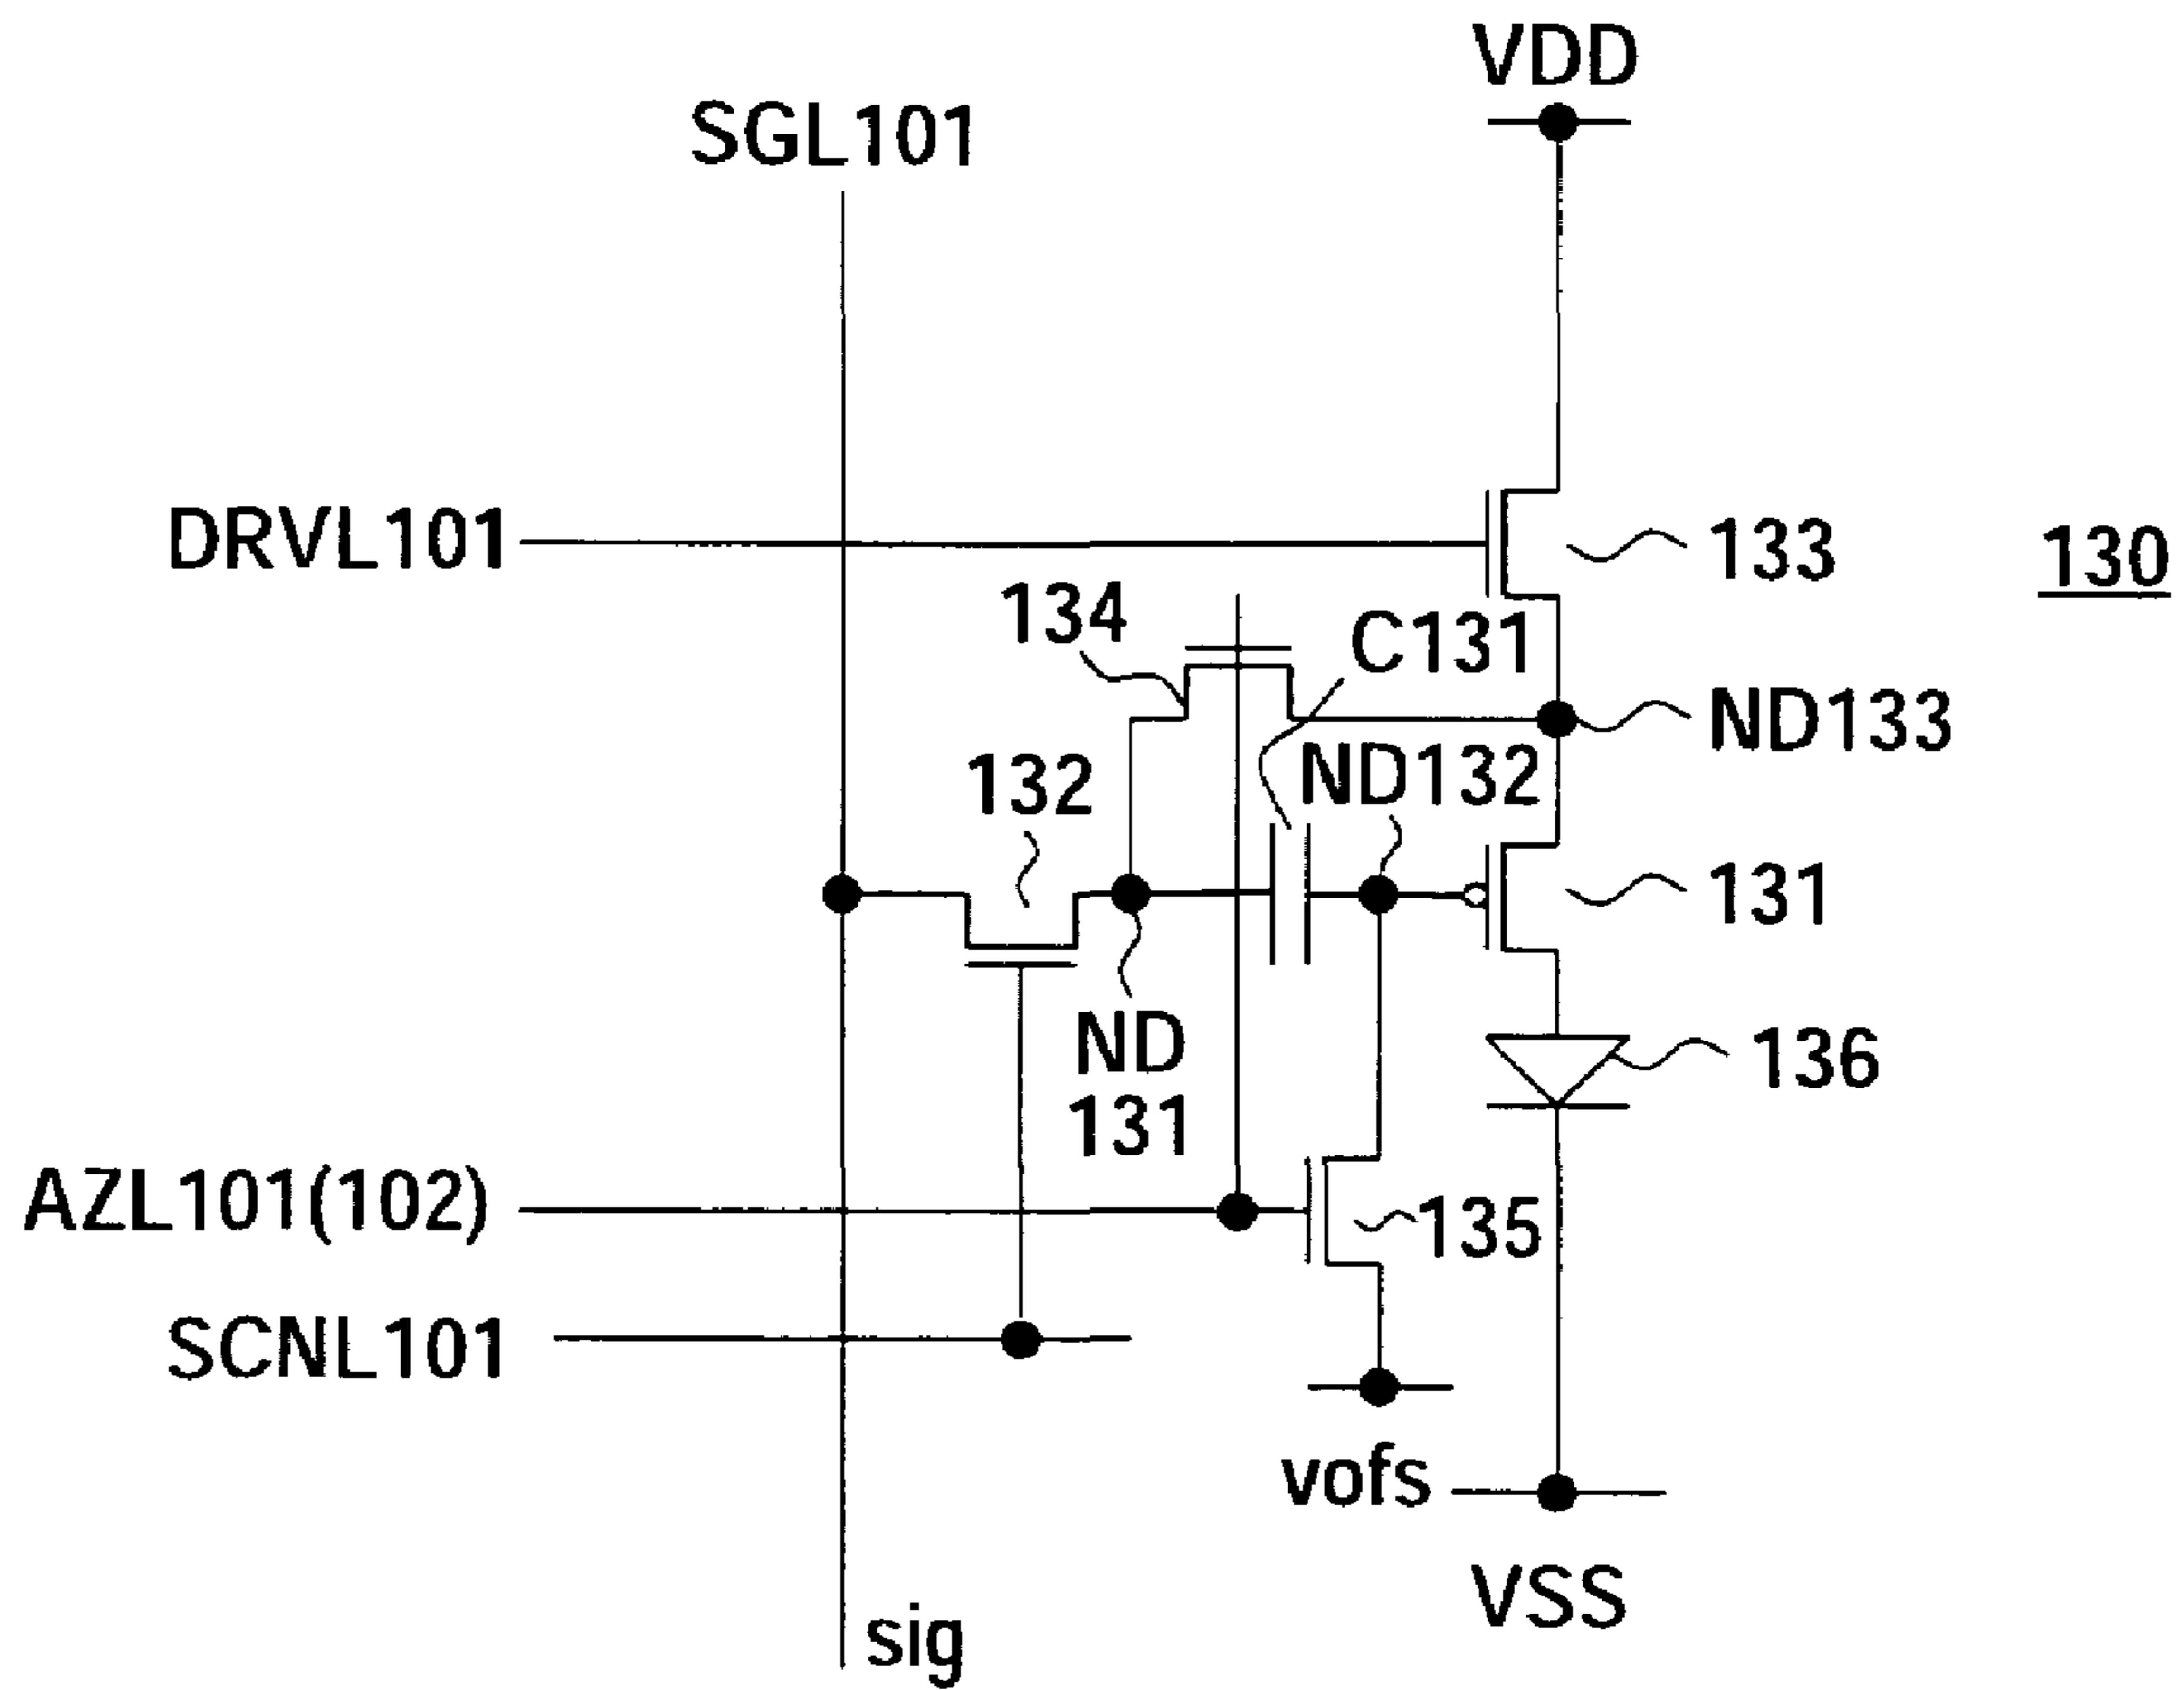 VDD
SGL101
DRVL101
133
130
134
C131
ND133
132
ND132
131
ND
131
136
AZL101(102)
135
SCNL101
vofs
VSS
sig